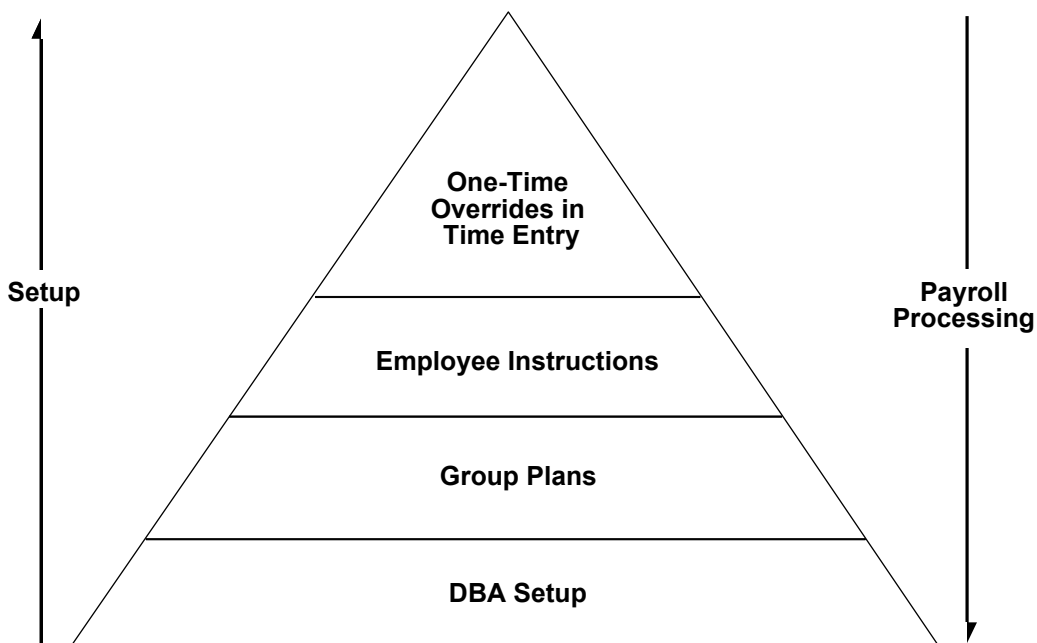 One-Time
Overrides in
Time Entry
Setup
Payroll
Processing
Employee Instructions
Group Plans
DBA Setup